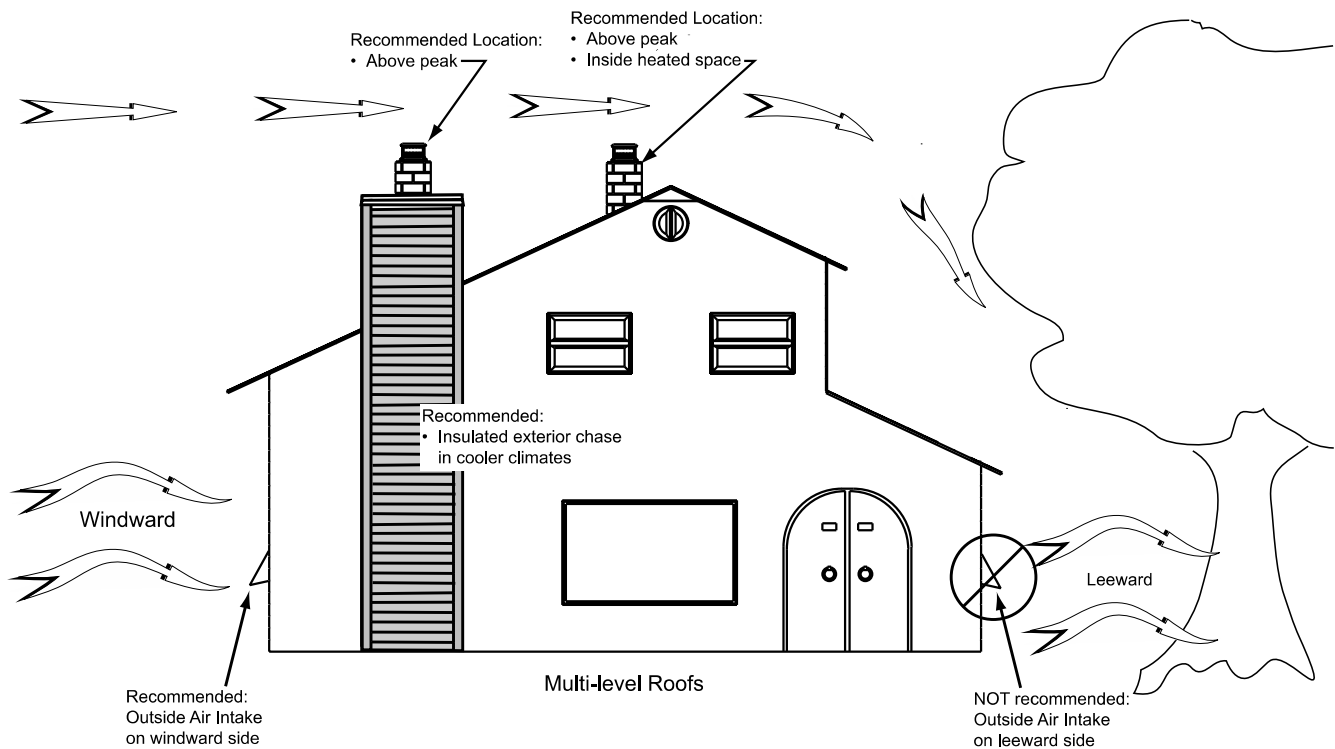 Recommended Location:
• Above peak
Recommended Location:
• Above peak
• Inside heated space
Recommended:
• Insulated exterior chase
in cooler climates
Windward
Leeward
Multi-level Roofs
Recommended:
Outside Air Intake
on windward side
NOT recommended:
Outside Air Intake
on leeward side